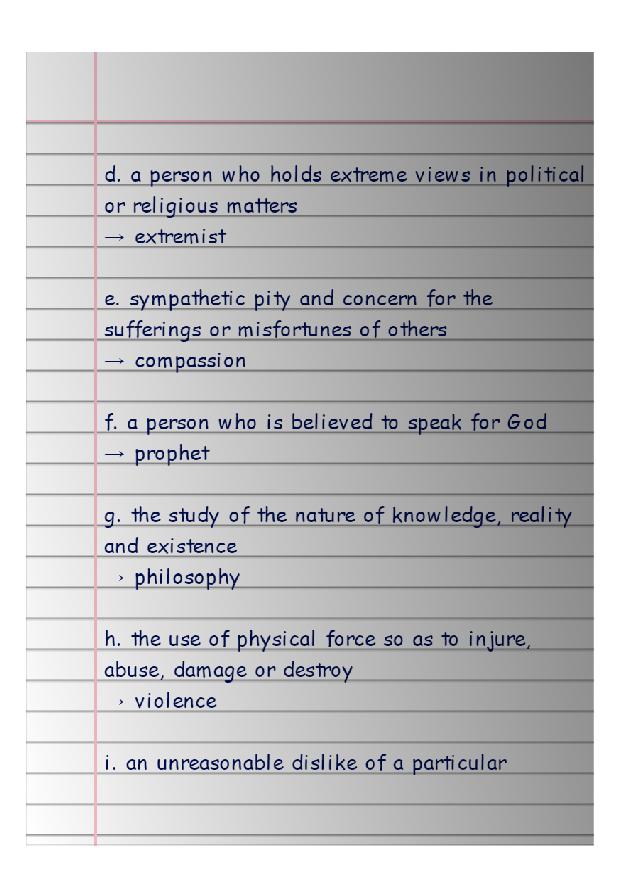 d. a person who holds extreme views in political
or religious matters
→ extremist
e. sympathetic pity and concern for the
sufferings or misfortunes of others
→ compassion
f. a person who is believed to speak for God
→ prophet
g. the study of the nature of knowledge, reality
and existence
→ philosophy
h. the use of physical force so as to injure,
abuse, damage or destroy
→ violence
i. an unreasonable dislike of a particular